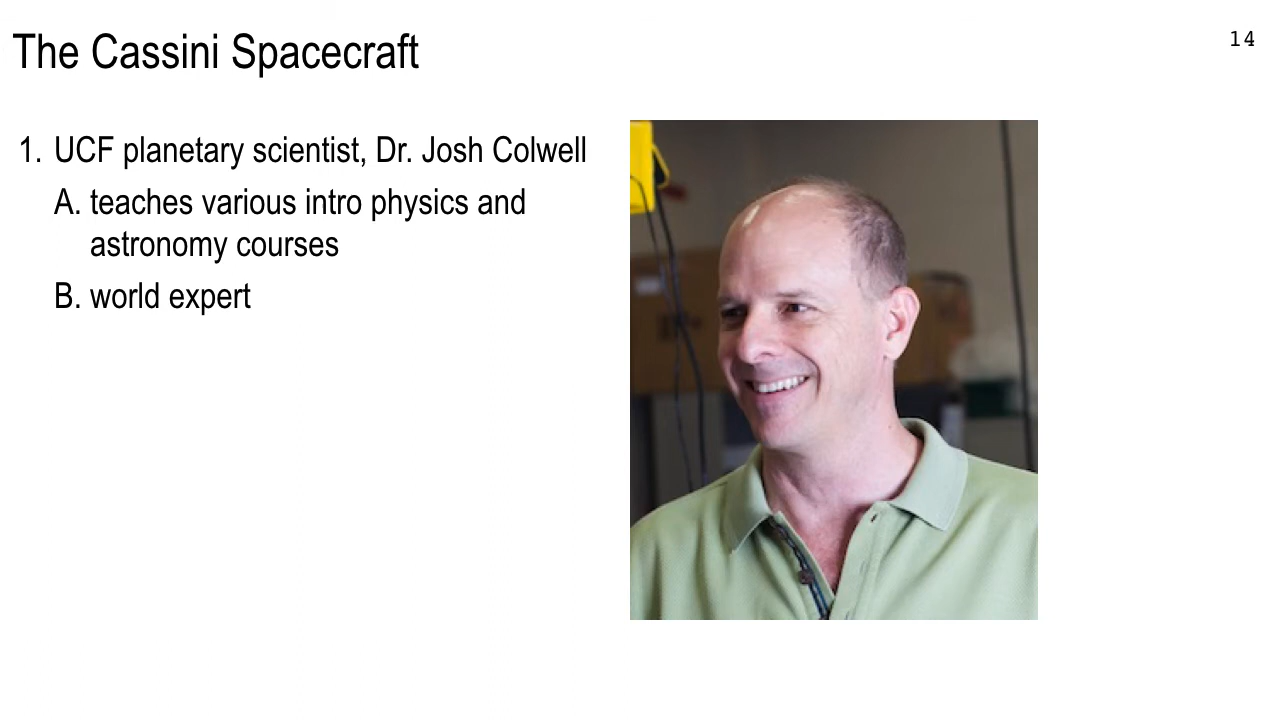 The Cassini Spacecraft
14
1. UCF planetary scientist, Dr. Josh Colwell
A. teaches various intro physics and
astronomy courses
B. world expert